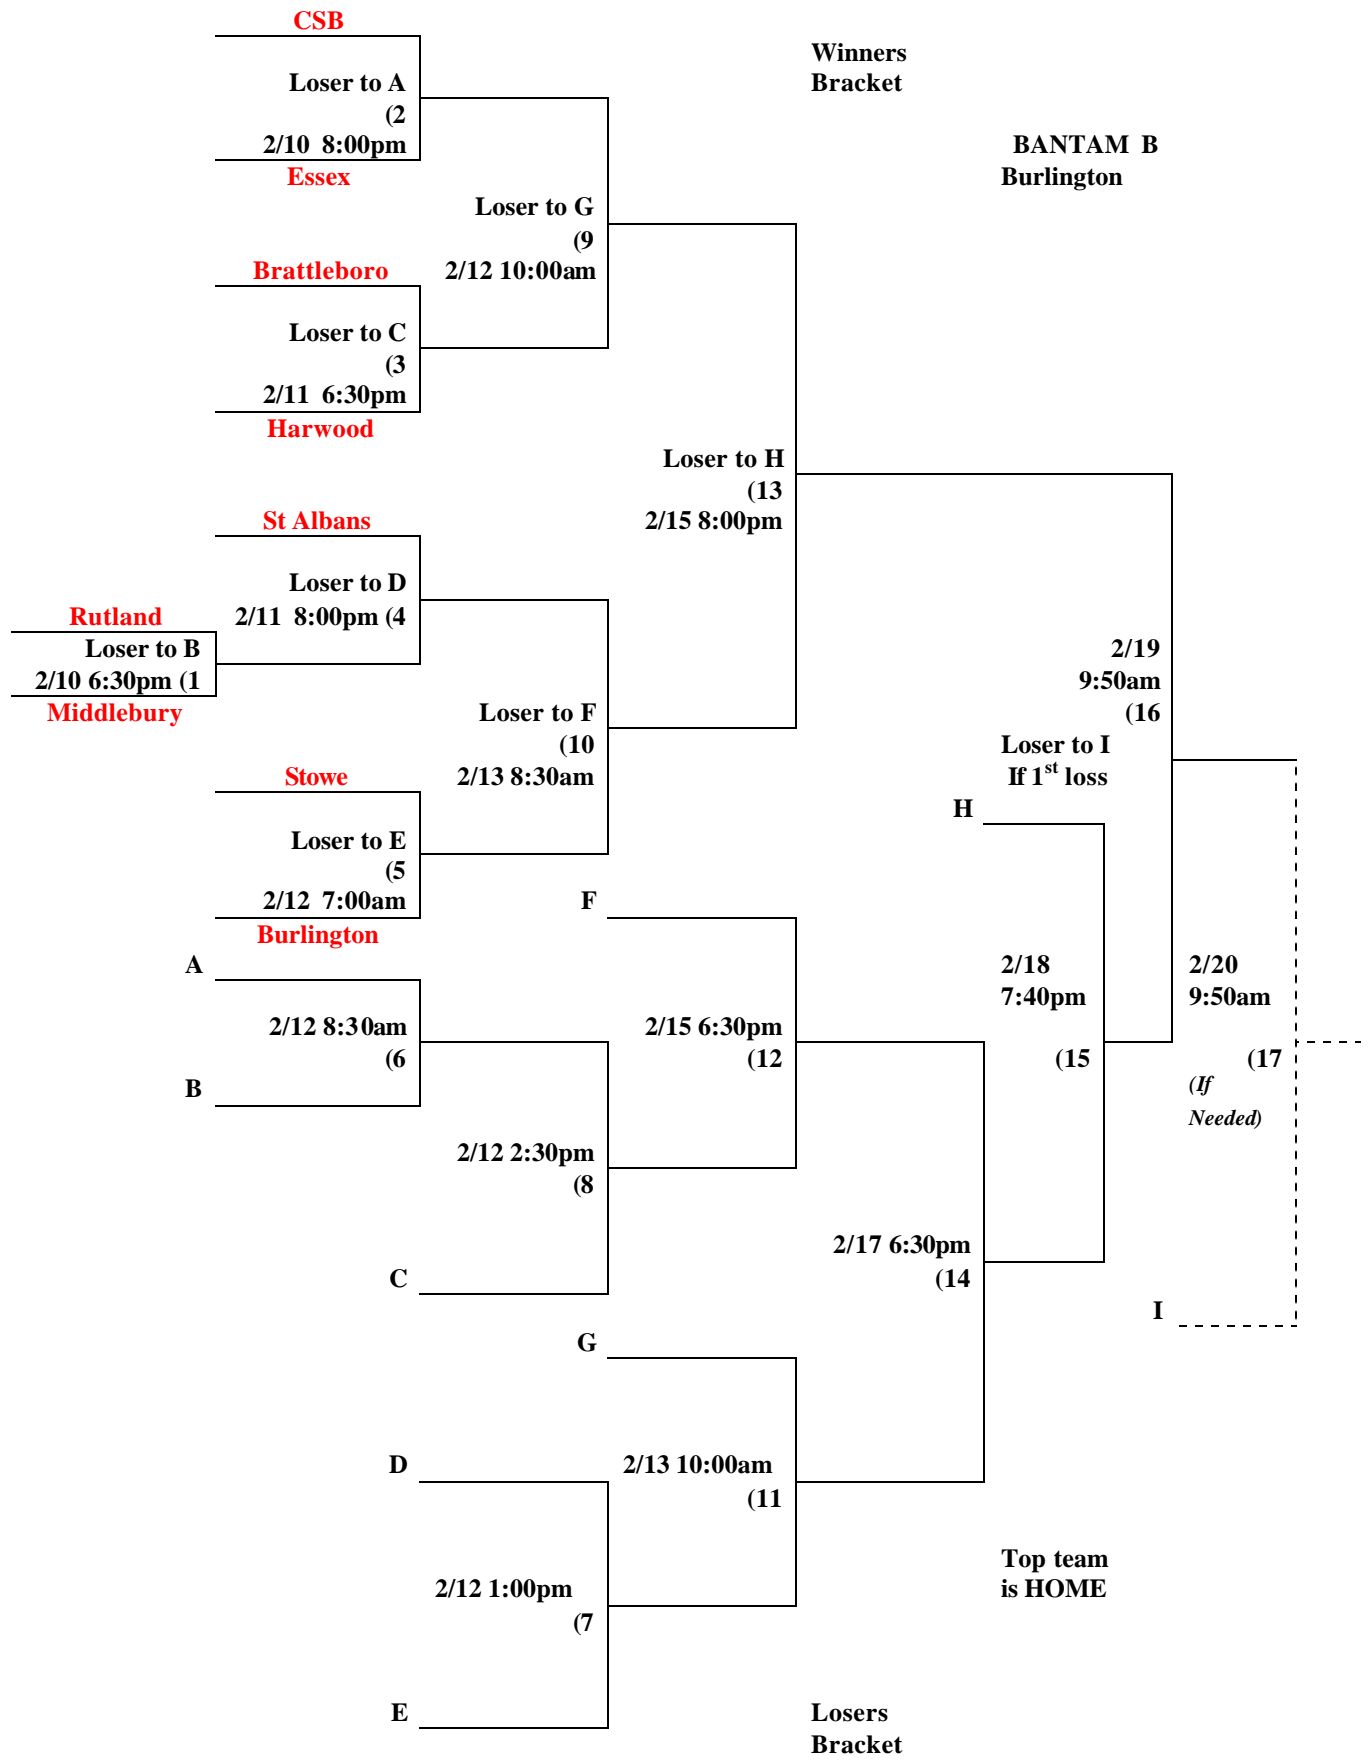 CSB
Winners
Bracket
Loser to A
(2
2/10 8:00pm
BANTAM B
Burlington
Essex
Loser to G
(9
2/12 10:00am
Brattleboro
Loser to C
(3
2/11 6:30pm
Harwood
Loser to H
(13
2/15 8:00pm
St Albans
Loser to D
2/11 8:00pm (4
Rutland
Loser to B
2/10 6:30pm (1
Middlebury
2/19
9:50am
(16
Loser to F
(10
2/13 8:30am
Loser to I
If 1st loss
Stowe
H
Loser to E
(5
2/12 7:00am
Burlington
F
A
2/12 8:30am
(6
B
2/15 6:30pm
(12
2/18
7:40pm
(15
2/20
9:50am
(17
(If
Needed)
2/12 2:30pm
(8
C
2/17 6:30pm
(14
I
G
D
2/13 10:00am
(11
2/12 1:00pm
(7
Top team
is HOME
E
Losers
Bracket